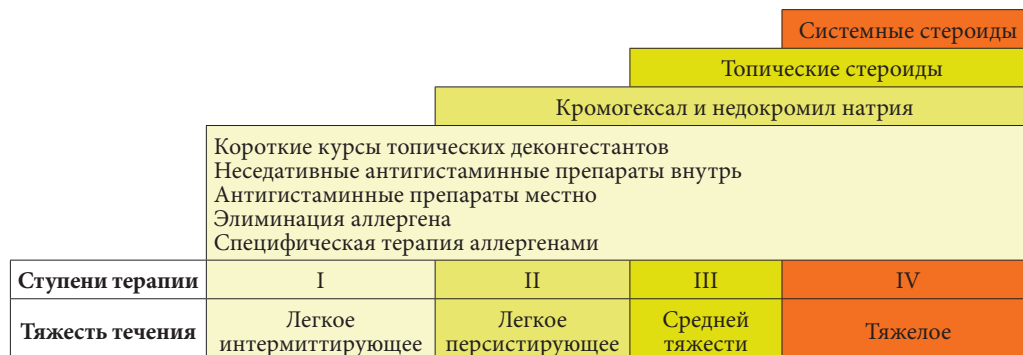 Системные стероиды
Топические стероиды
Кромогексал и недокромил натрия
Короткие курсы топических деконгестантов
Неседативные антигистаминные препараты внутрь
Антигистаминные препараты местно
Элиминация аллергена
Специфическая терапия аллергенами
Ступени терапии I II III IV
Тяжесть течения Легкое интермиттирующее Легкое персистирующее Средней тяжести Тяжелое